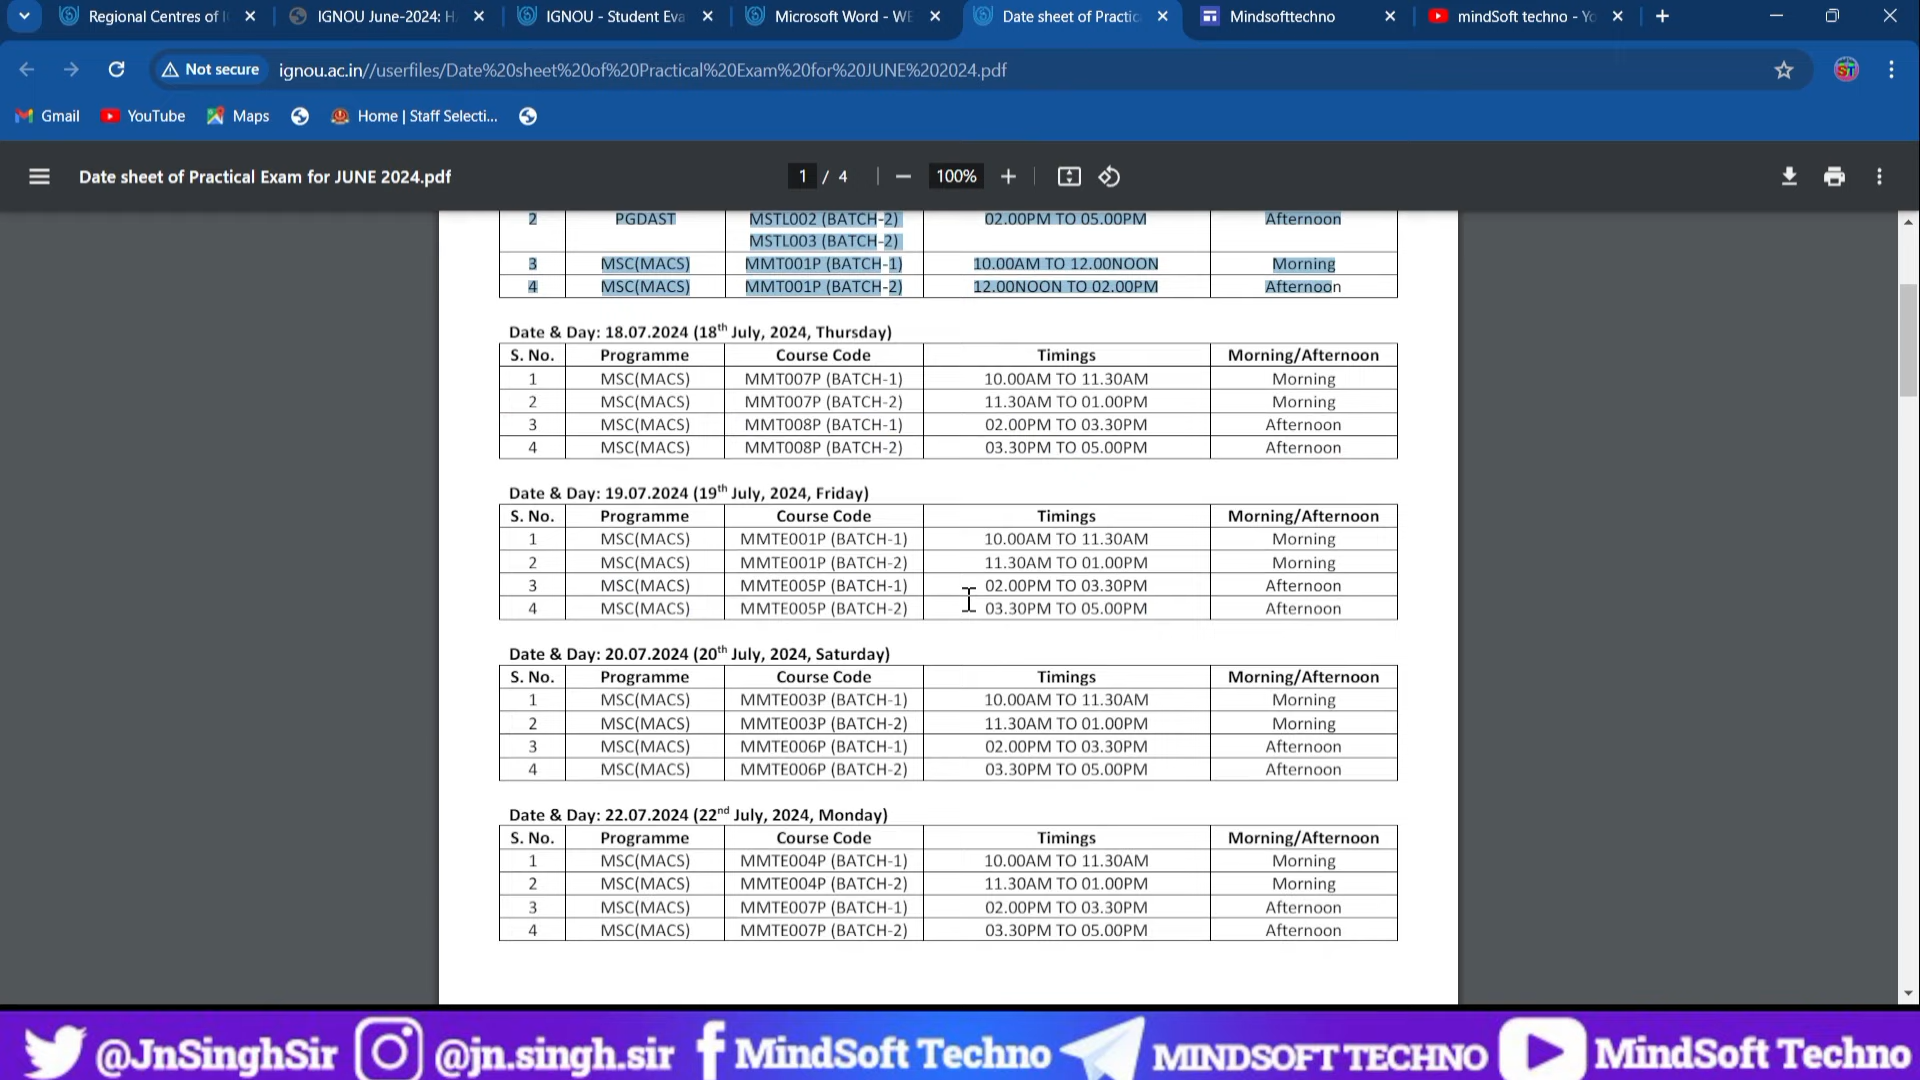 Regional Centres of I
IGNOU June-2024: H
IGNOU - Student Eva
Microsoft Word - WE
Date sheet of Practic
Mindsofttechno
mindSoft techno - Yo
Not secure
ignou.ac.in//userfiles/Date%20sheet%20of%20Practical%20Exam%20for%20JUNE%202024.pdf
Gmail YouTube Maps Home | Staff Selecti...
Date sheet of Practical Exam for JUNE 2024.pdf 1 / 4 100%
2 PGDAST MSTL002 (BATCH-2) 02.00PM TO 05.00PM Afternoon
MSTL003 (BATCH-2)
3 MSC(MACS) MMT001P (BATCH-1) 10.00AM TO 12.00NOON Morning
4 MSC(MACS) MMT001P (BATCH-2) 12.00NOON TO 02.00PM Afternoon
Date & Day: 18.07.2024 (18th July, 2024, Thursday)
S. No. Programme Course Code Timings Morning/Afternoon
1 MSC(MACS) MMT007P (BATCH-1) 10.00AM TO 11.30AM Morning
2 MSC(MACS) MMT007P (BATCH-2) 11.30AM TO 01.00PM Morning
3 MSC(MACS) MMT008P (BATCH-1) 02.00PM TO 03.30PM Afternoon
4 MSC(MACS) MMT008P (BATCH-2) 03.30PM TO 05.00PM Afternoon
Date & Day: 19.07.2024 (19th July, 2024, Friday)
S. No. Programme Course Code Timings Morning/Afternoon
1 MSC(MACS) MMTE001P (BATCH-1) 10.00AM TO 11.30AM Morning
2 MSC(MACS) MMTE001P (BATCH-2) 11.30AM TO 01.00PM Morning
3 MSC(MACS) MMTE005P (BATCH-1) 02.00PM TO 03.30PM Afternoon
4 MSC(MACS) MMTE005P (BATCH-2) 03.30PM TO 05.00PM Afternoon
Date & Day: 20.07.2024 (20th July, 2024, Saturday)
S. No. Programme Course Code Timings Morning/Afternoon
1 MSC(MACS) MMTE003P (BATCH-1) 10.00AM TO 11.30AM Morning
2 MSC(MACS) MMTE003P (BATCH-2) 11.30AM TO 01.00PM Morning
3 MSC(MACS) MMTE006P (BATCH-1) 02.00PM TO 03.30PM Afternoon
4 MSC(MACS) MMTE006P (BATCH-2) 03.30PM TO 05.00PM Afternoon
Date & Day: 22.07.2024 (22nd July, 2024, Monday)
S. No. Programme Course Code Timings Morning/Afternoon
1 MSC(MACS) MMTE004P (BATCH-1) 10.00AM TO 11.30AM Morning
2 MSC(MACS) MMTE004P (BATCH-2) 11.30AM TO 01.00PM Morning
3 MSC(MACS) MMTE007P (BATCH-1) 02.00PM TO 03.30PM Afternoon
4 MSC(MACS) MMTE007P (BATCH-2) 03.30PM TO 05.00PM Afternoon
@JnSinghSir @jn.singh.sir MindSoft Techno MINDSOFT TECHNO MindSoft Techno